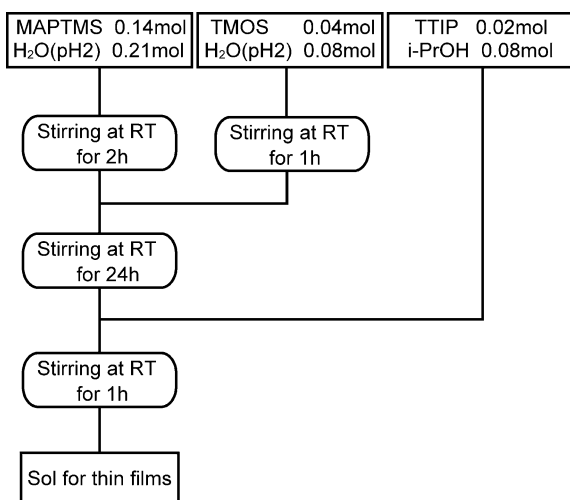 MAPTMS 0.14mol
H₂O(pH2) 0.21mol
TMOS 0.04mol
H₂O(pH2) 0.08mol
TTIP 0.02mol
i-PrOH 0.08mol
Stirring at RT
for 2h
Stirring at RT
for 1h
Stirring at RT
for 24h
Stirring at RT
for 1h
Sol for thin films